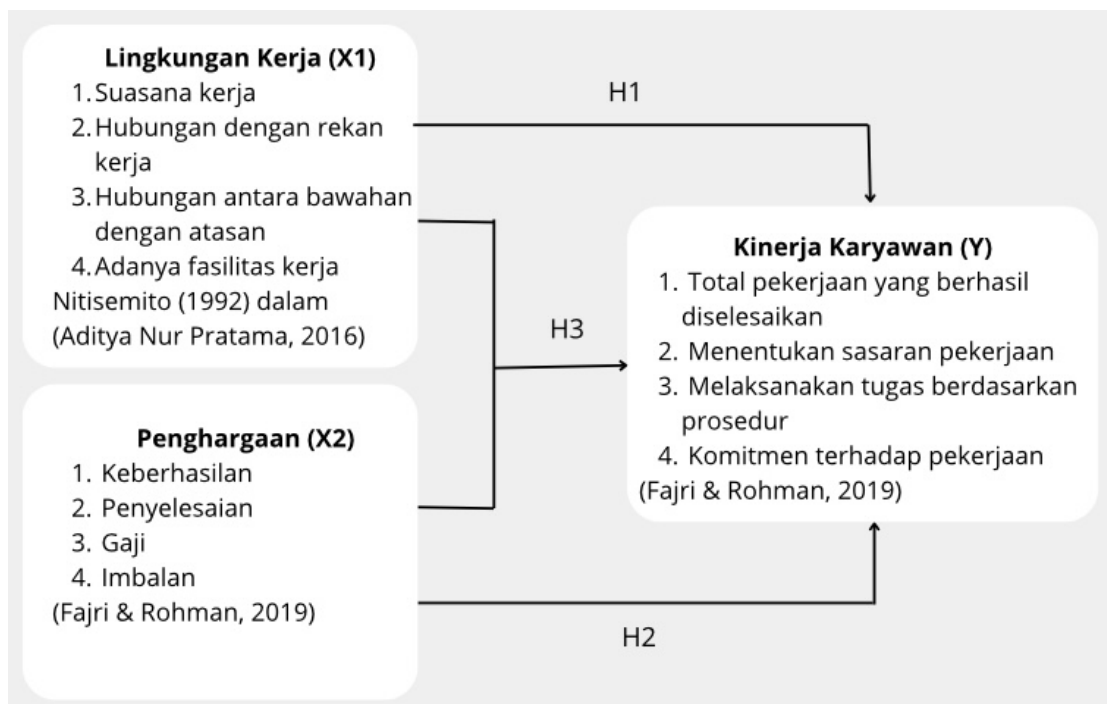 Lingkungan Kerja (X1)
1. Suasana kerja
2. Hubungan dengan rekan
kerja
3. Hubungan antara bawahan
dengan atasan
4. Adanya fasilitas kerja
Nitisemito (1992) dalam
(Aditya Nur Pratama, 2016)
H1
H3
Kinerja Karyawan (Y)
1. Total pekerjaan yang berhasil
diselesaikan
2. Menentukan sasaran pekerjaan
3. Melaksanakan tugas berdasarkan
prosedur
4. Komitmen terhadap pekerjaan
(Fajri & Rohman, 2019)
Penghargaan (X2)
1. Keberhasilan
2. Penyelesaian
3. Gaji
4. Imbalan
(Fajri & Rohman, 2019)
H2